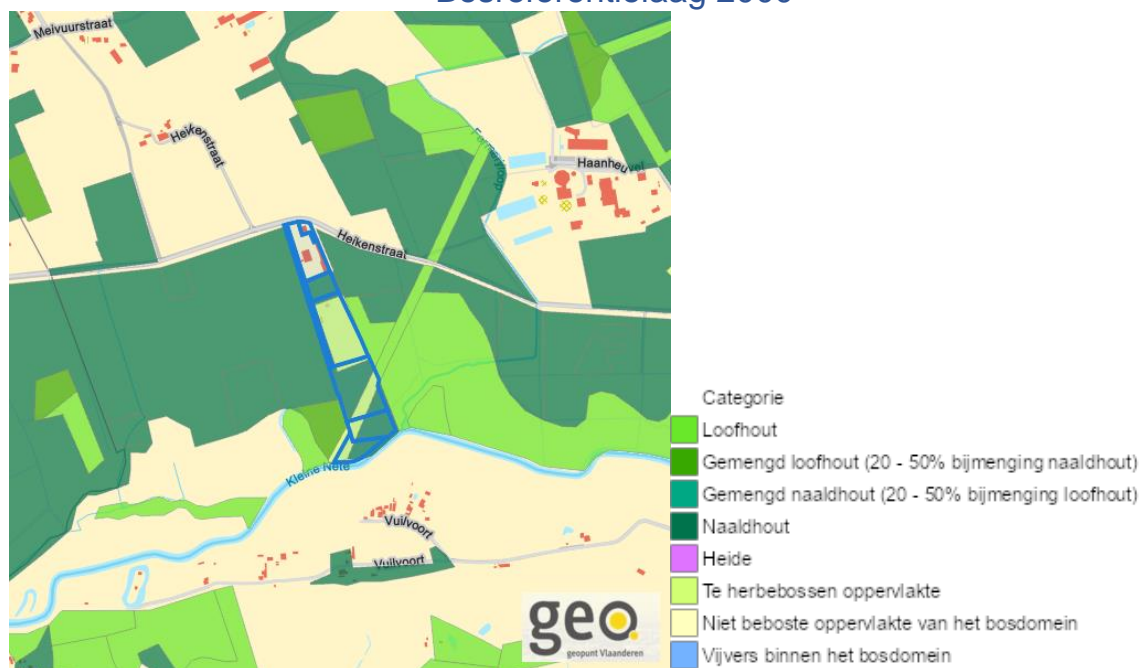 Melvuurstraat
Heikenstraat
Fermerijloop
Haanheuvel
Heikenstraat
Kleine Nete
Vuilvoort
Vuilvoort
geo
geopunt Vlaanderen
Categorie
Loofhout
Gemengd loofhout (20 - 50% bijmenging naaldhout)
Gemengd naaldhout (20 - 50% bijmenging loofhout)
Naaldhout
Heide
Te herbebossen oppervlakte
Niet beboste oppervlakte van het bosdomein
Vijvers binnen het bosdomein